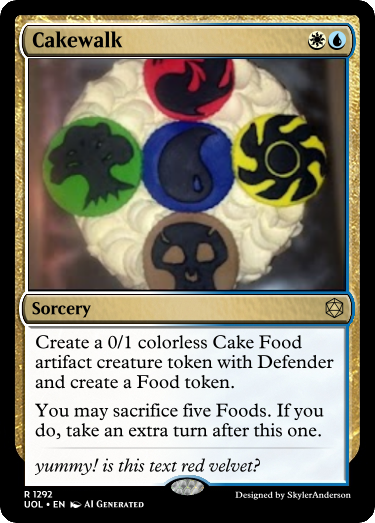 Cakewalk
Sorcery
Create a 0/1 colorless Cake Food
artifact creature token with Defender
and create a Food token.
You may sacrifice five Foods. If you
do, take an extra turn after this one.
yummy! is this text red velvet?
R 1292
UOL • EN AI Generated
Designed by SkylerAnderson